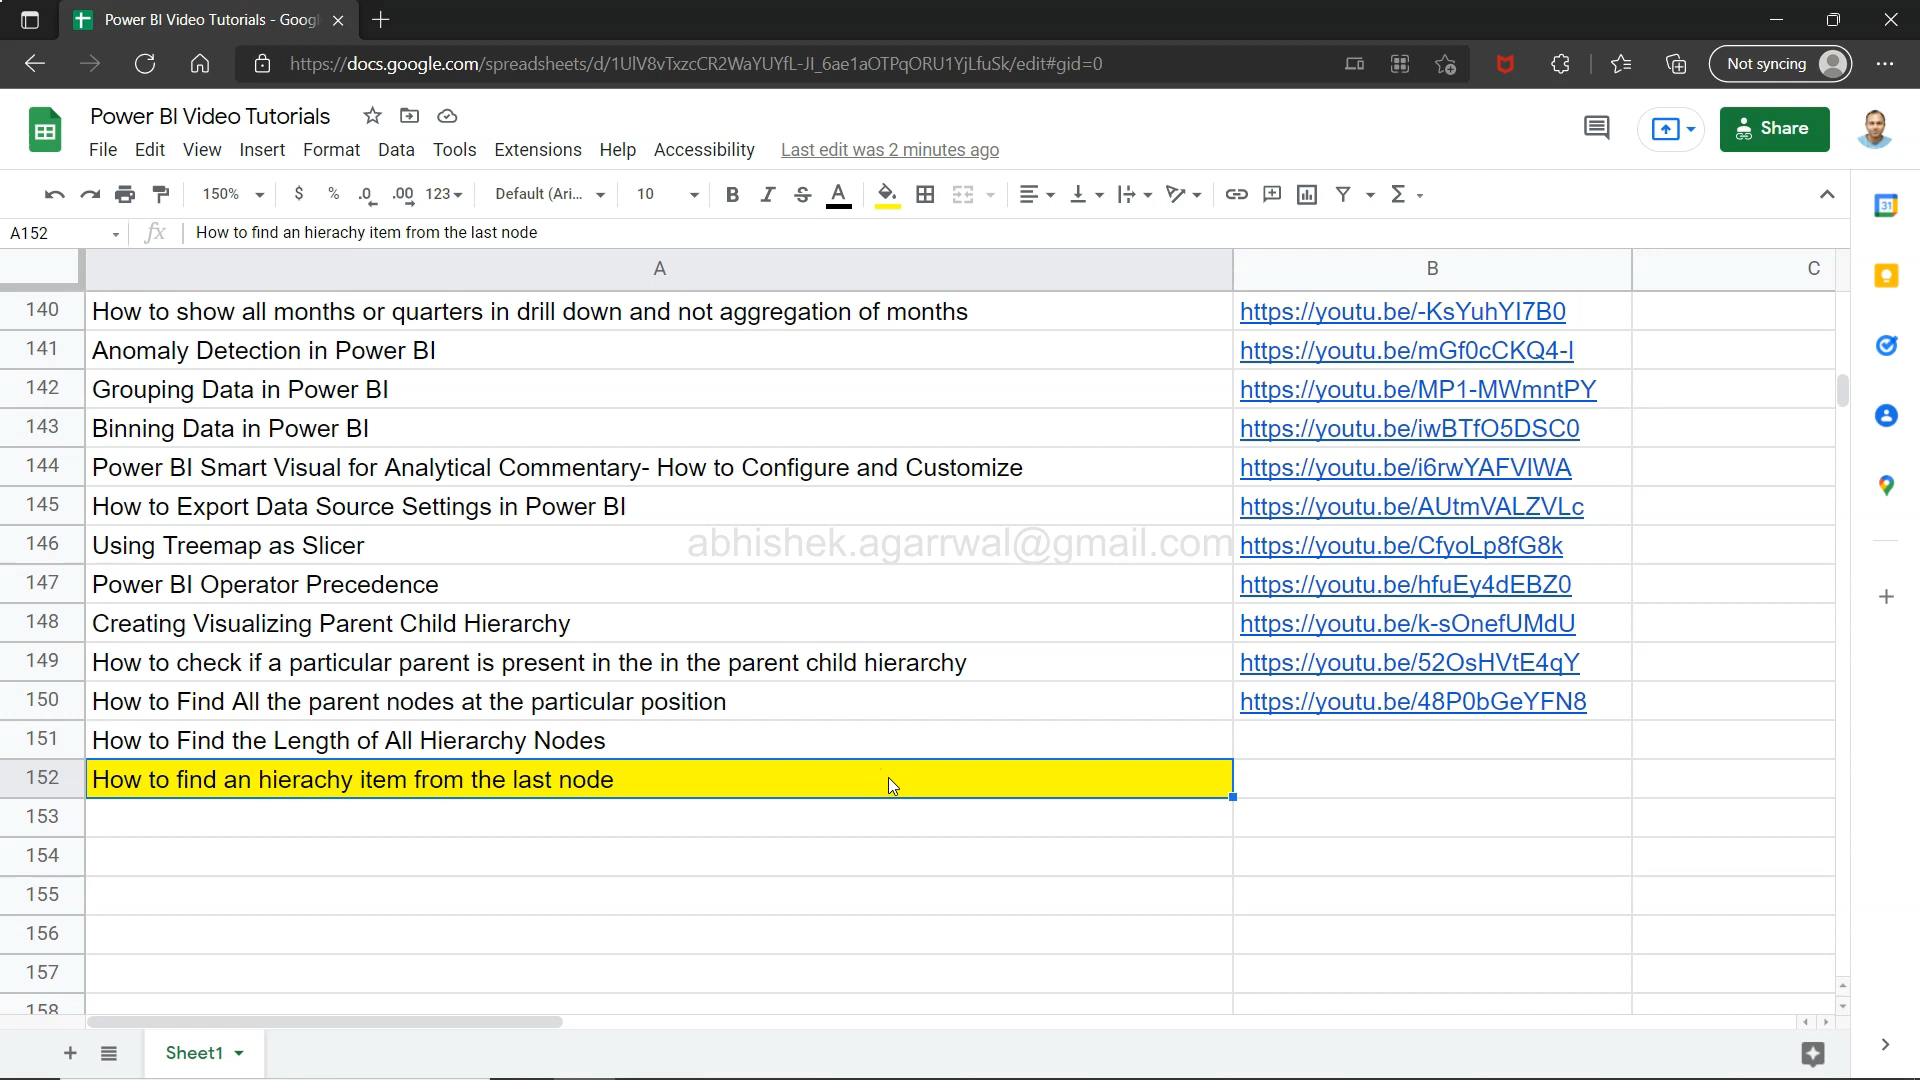 Power BI Video Tutorials - Googl
https://docs.google.com/spreadsheets/d/1UlV8vTxzcCR2WaYUYfL-JI_6ae1aOTPqORU1YjLfuSk/edit#gid=0
Not syncing
Power BI Video Tutorials
File Edit View Insert Format Data Tools Extensions Help Accessibility Last edit was 2 minutes ago
Share
150% $ % .0 .00 123 Default (Ari... 10 B I S A
31
A152 fx How to find an hierachy item from the last node
A B C
140 How to show all months or quarters in drill down and not aggregation of months https://youtu.be/-KsYuhYI7B0
141 Anomaly Detection in Power BI https://youtu.be/mGf0cCKQ4-I
142 Grouping Data in Power BI https://youtu.be/MP1-MWmntPY
143 Binning Data in Power BI https://youtu.be/iwBTfO5DSC0
144 Power BI Smart Visual for Analytical Commentary- How to Configure and Customize https://youtu.be/i6rwYAFVIWA
145 How to Export Data Source Settings in Power BI https://youtu.be/AUtmVALZVLc
146 Using Treemap as Slicer abhishek.agarrwal@gmail.com https://youtu.be/CfyoLp8fG8k
147 Power BI Operator Precedence https://youtu.be/hfuEy4dEBZ0
148 Creating Visualizing Parent Child Hierarchy https://youtu.be/k-sOnefUMdU
149 How to check if a particular parent is present in the in the parent child hierarchy https://youtu.be/52OsHVtE4qY
150 How to Find All the parent nodes at the particular position https://youtu.be/48P0bGeYFN8
151 How to Find the Length of All Hierarchy Nodes
152 How to find an hierachy item from the last node
153
154
155
156
157
158
Sheet1